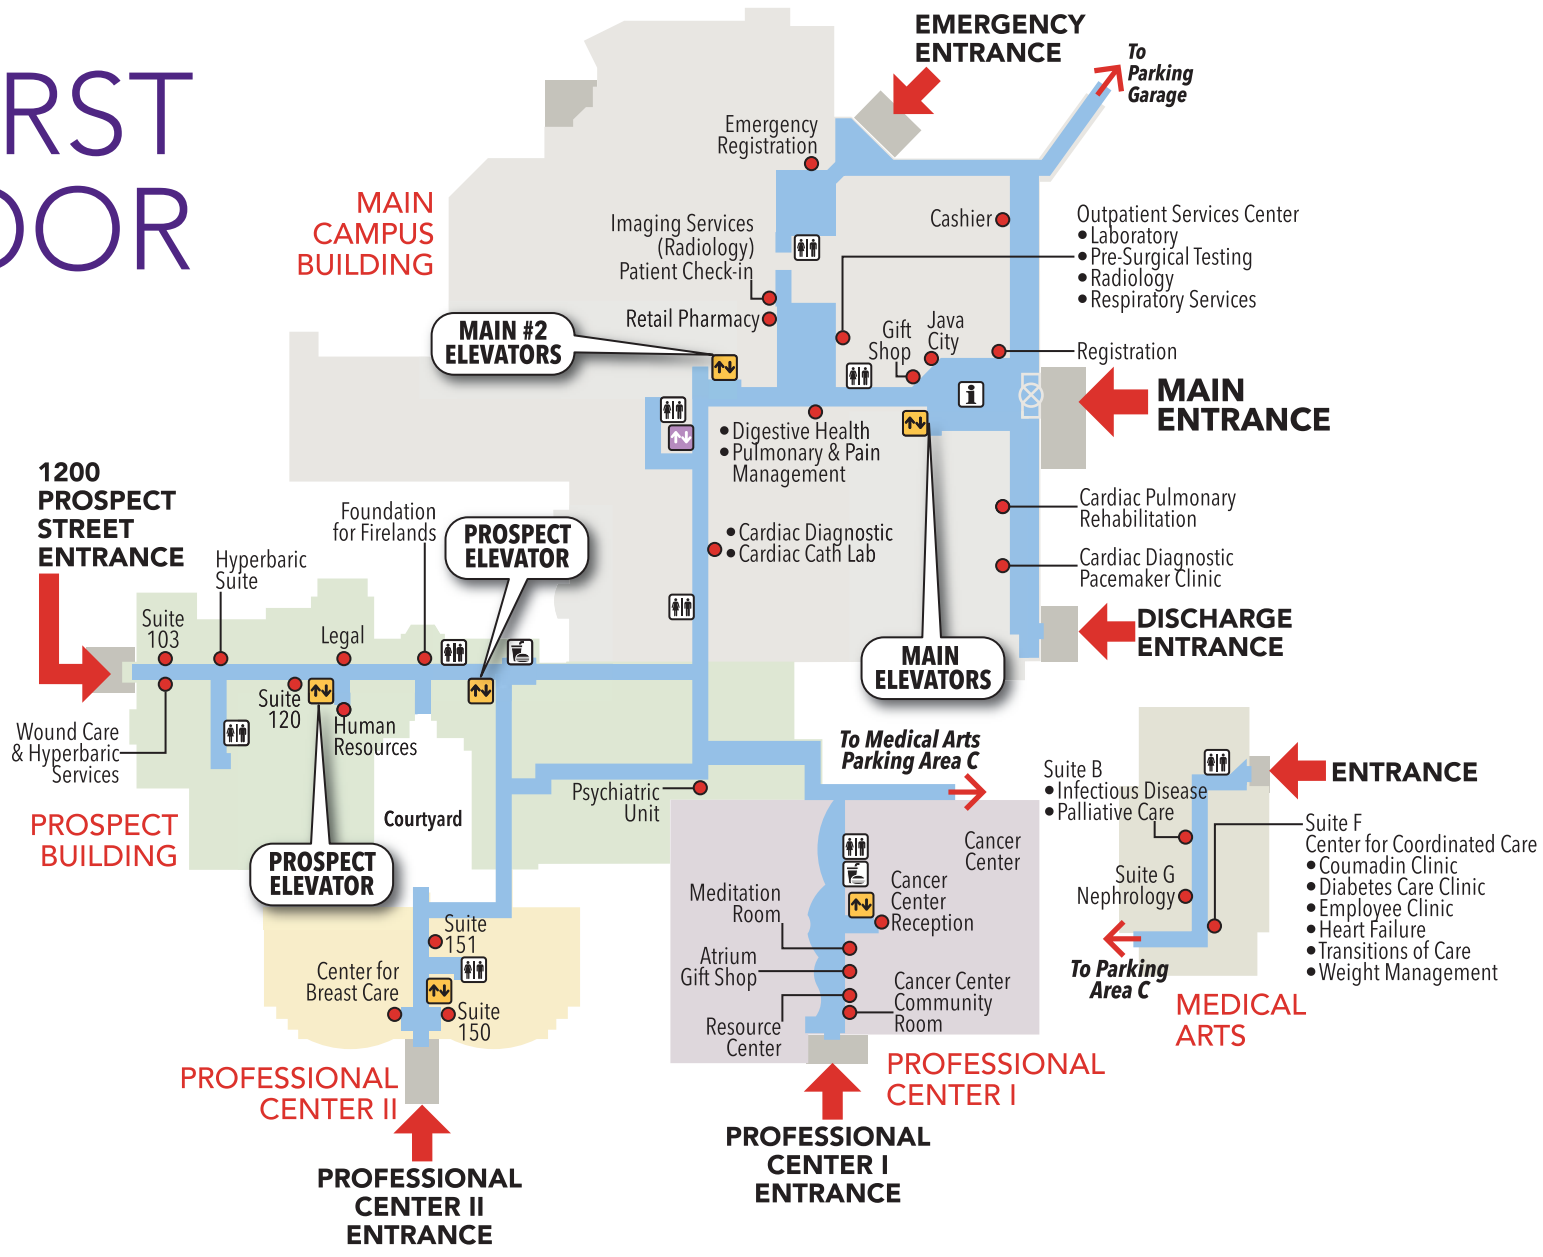 RST
OOR
EMERGENCY
ENTRANCE
To
Parking
Garage
Emergency
Registration
MAIN
CAMPUS
BUILDING
Imaging Services
(Radiology)
Patient Check-in
Retail Pharmacy
Cashier
Outpatient Services Center
• Laboratory
• Pre-Surgical Testing
• Radiology
• Respiratory Services
Gift
Shop
Java
City
Registration
MAIN #2
ELEVATORS
i
MAIN
ENTRANCE
• Digestive Health
• Pulmonary & Pain
Management
1200
PROSPECT
STREET
ENTRANCE
Foundation
for Firelands
PROSPECT
ELEVATOR
• Cardiac Diagnostic
• Cardiac Cath Lab
Cardiac Pulmonary
Rehabilitation
Cardiac Diagnostic
Pacemaker Clinic
Hyperbaric
Suite
Suite
103
Legal
DISCHARGE
ENTRANCE
MAIN
ELEVATORS
Suite
120
Human
Resources
Wound Care
& Hyperbaric
Services
To Medical Arts
Parking Area C
Psychiatric
Unit
Courtyard
PROSPECT
BUILDING
PROSPECT
ELEVATOR
Suite B
• Infectious Disease
• Palliative Care
ENTRANCE
Suite F
Center for Coordinated Care
• Coumadin Clinic
• Diabetes Care Clinic
• Employee Clinic
• Heart Failure
• Transitions of Care
• Weight Management
Suite G
Nephrology
To Parking
Area C
MEDICAL
ARTS
Cancer
Center
Cancer
Center
Reception
Meditation
Room
Atrium
Gift Shop
Resource
Center
Cancer Center
Community
Room
Suite
151
Center for
Breast Care
Suite
150
PROFESSIONAL
CENTER II
PROFESSIONAL
CENTER I
PROFESSIONAL
CENTER I
ENTRANCE
PROFESSIONAL
CENTER II
ENTRANCE